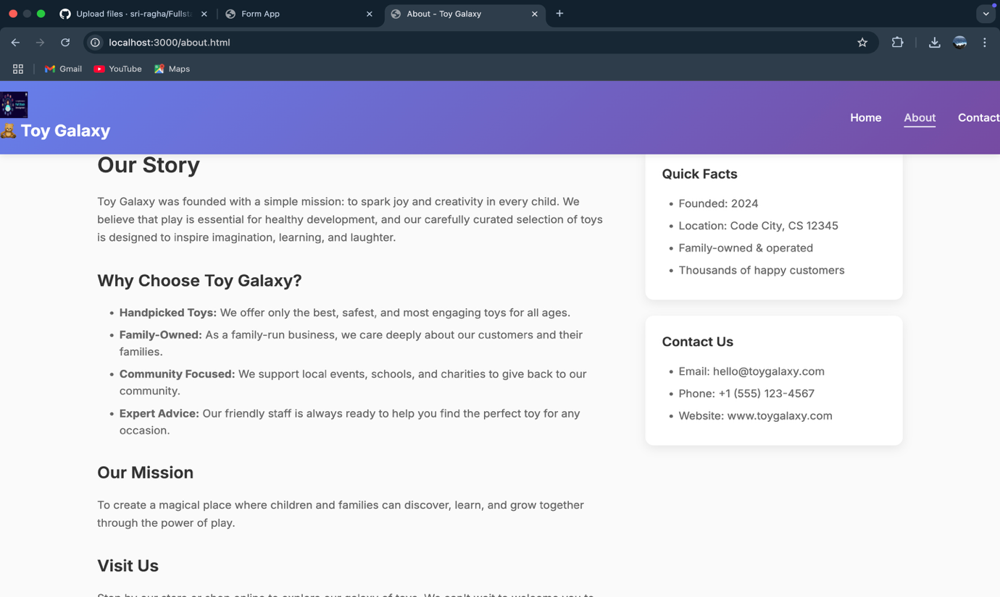 Upload files · sri-ragha/Fullst
Form App
About - Toy Galaxy
localhost:3000/about.html
Gmail
YouTube
Maps
Toy Galaxy
Home
About
Contact
Our Story
Toy Galaxy was founded with a simple mission: to spark joy and creativity in every child. We
believe that play is essential for healthy development, and our carefully curated selection of toys
is designed to inspire imagination, learning, and laughter.
Why Choose Toy Galaxy?
• Handpicked Toys: We offer only the best, safest, and most engaging toys for all ages.
• Family-Owned: As a family-run business, we care deeply about our customers and their
families.
• Community Focused: We support local events, schools, and charities to give back to our
community.
• Expert Advice: Our friendly staff is always ready to help you find the perfect toy for any
occasion.
Our Mission
To create a magical place where children and families can discover, learn, and grow together
through the power of play.
Visit Us
Stop by our store or shop online to explore our galaxy of toys. We can't wait to welcome you to
Quick Facts
• Founded: 2024
• Location: Code City, CS 12345
• Family-owned & operated
• Thousands of happy customers
Contact Us
• Email: hello@toygalaxy.com
• Phone: +1 (555) 123-4567
• Website: www.toygalaxy.com